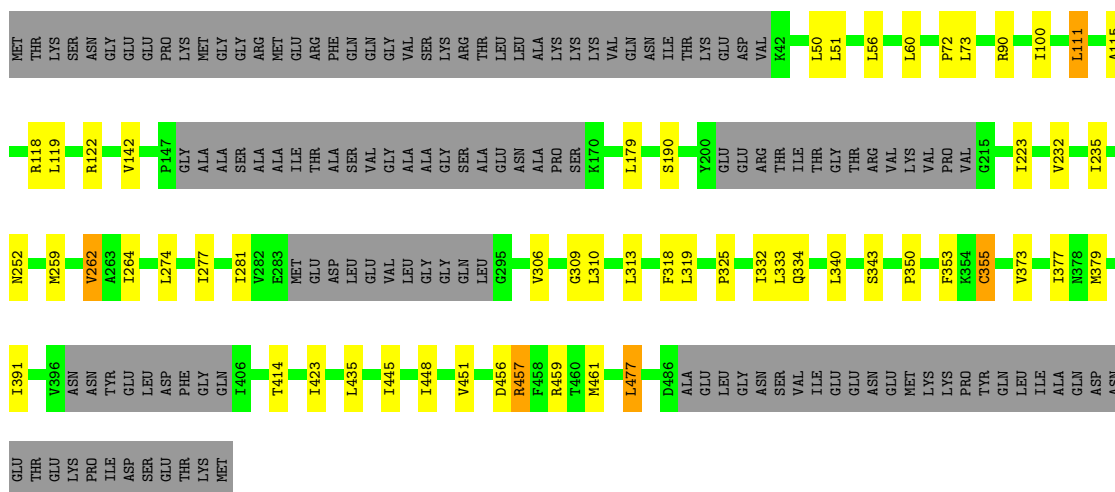 MET THR LYS SER ASN GLY GLU GLU PRO LYS MET GLY GLY ARG MET GLU ARG PHE GLN GLN GLY VAL SER LYS ARG THR LEU LEU ALA LYS LYS LYS VAL GLN ASN ILE THR LYS GLU ASP VAL K42 L50 L51 L56 L60 P72 L73 R90 I100 L111 A115
R118 L119 R122 V142 P147 GLY ALA ALA SER ALA ALA ILE THR ALA SER VAL GLY ALA ALA GLY SER ALA GLU ASN ALA PRO SER K170 L179 S190 Y200 GLU GLU ARG THR ILE THR GLY THR ARG VAL LYS VAL PRO VAL G215 I223 V232 I235
N252 M259 V262 A263 I264 L274 I277 I281 V282 E283 MET GLU ASP LEU GLU VAL LEU GLY GLY GLN LEU G295 V306 G309 L310 L313 F318 L319 P325 I332 L333 Q334 L340 S343 P350 F353 K354 C355 V373 I377 N378 M379
I391 V396 ASN ASN TYR GLU LEU ASP PHE GLY GLN I406 T414 I423 L435 I445 I448 V451 D456 R457 F458 R459 T460 M461 L477 D486 ALA GLU LEU GLY ASN SER VAL ILE GLU GLU ASN GLU MET LYS LYS PRO TYR GLN LEU ILE ALA GLN ASP ASN
GLU THR GLU LYS PRO ILE ASP SER GLU THR LYS MET